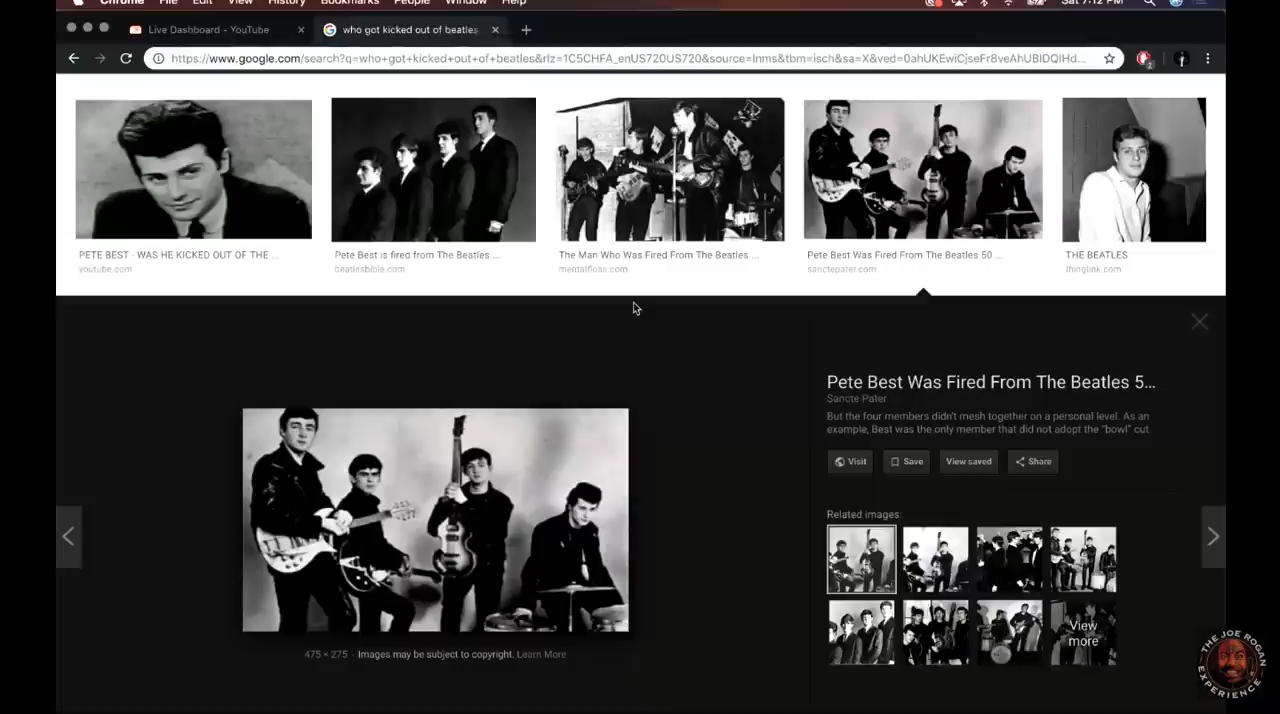 Chrome File Edit View History Bookmarks People Window Help Sat 7:12 PM
Live Dashboard - YouTube
who got kicked out of beatles
https://www.google.com/search?q=who+got+kicked+out+of+beatles&rlz=1C5CHFA_enUS720US720&source=lnms&tbm=isch&sa=X&ved=0ahUKEwiCjseFr8veAhUBIDQIHd...
PETE BEST - WAS HE KICKED OUT OF THE ...
youtube.com
Pete Best is fired from The Beatles ...
beatlesbible.com
The Man Who Was Fired From The Beatles ...
mentalfloss.com
Pete Best Was Fired From The Beatles 50 ...
sanctepater.com
THE BEATLES
thinglink.com
Pete Best Was Fired From The Beatles 5...
Sancte Pater
But the four members didn't mesh together on a personal level. As an
example, Best was the only member that did not adopt the "bowl" cut
Visit
Save
View saved
Share
Related images:
View
more
475 × 275 · Images may be subject to copyright. Learn More
THE JOE ROGAN
EXPERIENCE